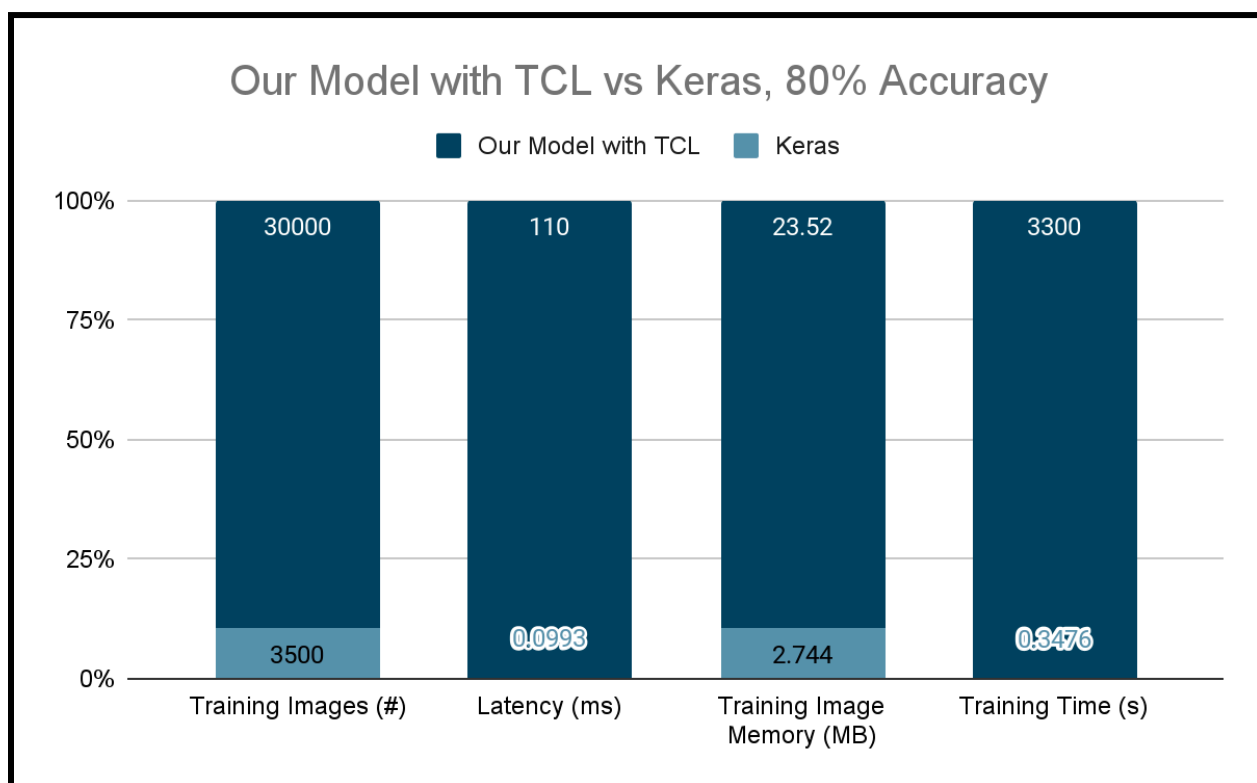 Our Model with TCL vs Keras, 80% Accuracy
Our Model with TCL Keras
100%
75%
50%
25%
0%
30000 110 23.52 3300
3500 0.0993 2.744 0.3476
Training Images (#) Latency (ms) Training Image Training Time (s)
Memory (MB)